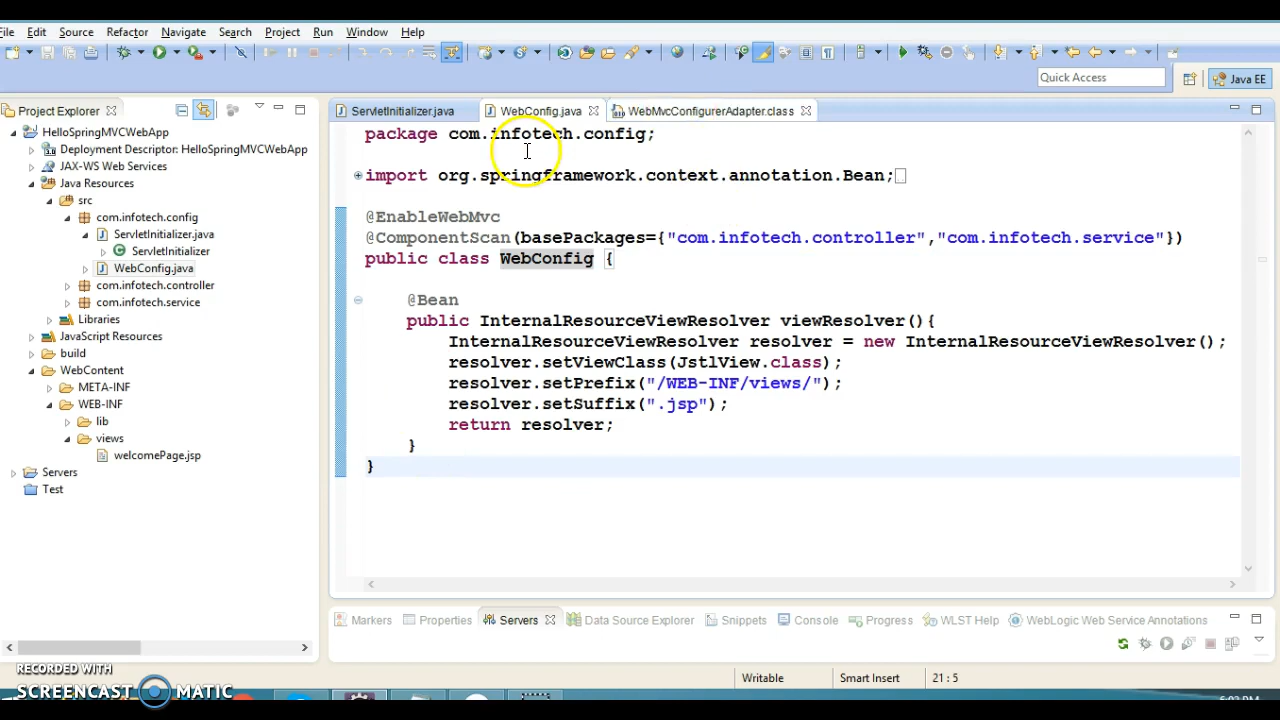 File Edit Source Refactor Navigate Search Project Run Window Help
Quick Access
Java EE
Project Explorer
HelloSpringMVCWebApp
Deployment Descriptor: HelloSpringMVCWebApp
JAX-WS Web Services
Java Resources
src
com.infotech.config
ServletInitializer.java
ServletInitializer
WebConfig.java
com.infotech.controller
com.infotech.service
Libraries
JavaScript Resources
build
WebContent
META-INF
WEB-INF
lib
views
welcomePage.jsp
Servers
Test
ServletInitializer.java WebConfig.java WebMvcConfigurerAdapter.class
package com.infotech.config;
import org.springframework.context.annotation.Bean;
@EnableWebMvc
@ComponentScan(basePackages={"com.infotech.controller","com.infotech.service"})
public class WebConfig {
@Bean
public InternalResourceViewResolver viewResolver(){
InternalResourceViewResolver resolver = new InternalResourceViewResolver();
resolver.setViewClass(JstlView.class);
resolver.setPrefix("/WEB-INF/views/");
resolver.setSuffix(".jsp");
return resolver;
}
}
Markers Properties Servers Data Source Explorer Snippets Console Progress WLST Help WebLogic Web Service Annotations
Writable Smart Insert 21 : 5
RECORDED WITH
SCREENCAST MATIC